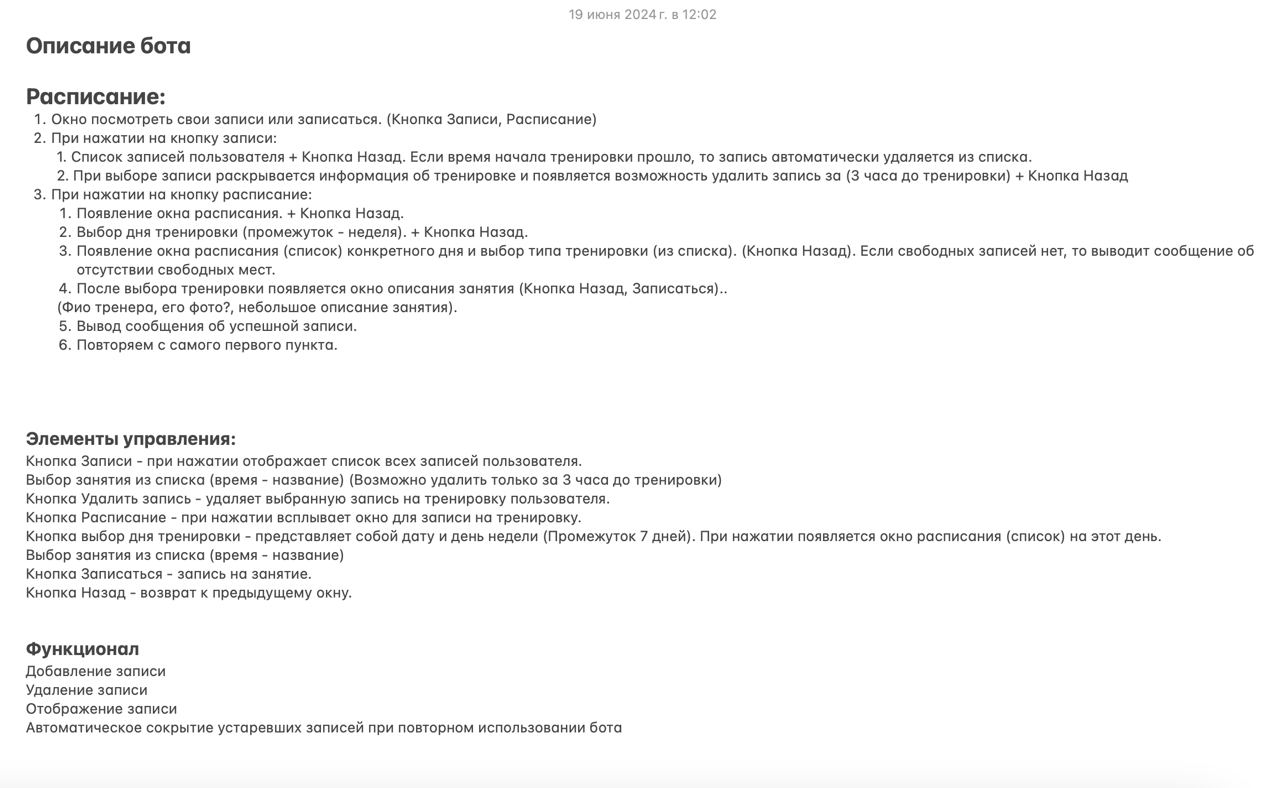 19 июня 2024 г. в 12:02
Описание бота
Расписание:
1. Окно посмотреть свои записи или записаться. (Кнопка Записи, Расписание)
2. При нажатии на кнопку записи:
1. Список записей пользователя + Кнопка Назад. Если время начала тренировки прошло, то запись автоматически удаляется из списка.
2. При выборе записи раскрывается информация об тренировке и появляется возможность удалить запись за (3 часа до тренировки) + Кнопка Назад
3. При нажатии на кнопку расписание:
1. Появление окна расписания. + Кнопка Назад.
2. Выбор дня тренировки (промежуток - неделя). + Кнопка Назад.
3. Появление окна расписания (список) конкретного дня и выбор типа тренировки (из списка). (Кнопка Назад). Если свободных записей нет, то выводит сообщение об
отсутствии свободных мест.
4. После выбора тренировки появляется окно описания занятия (Кнопка Назад, Записаться)..
(Фио тренера, его фото?, небольшое описание занятия).
5. Вывод сообщения об успешной записи.
6. Повторяем с самого первого пункта.
Элементы управления:
Кнопка Записи - при нажатии отображает список всех записей пользователя.
Выбор занятия из списка (время - название) (Возможно удалить только за 3 часа до тренировки)
Кнопка Удалить запись - удаляет выбранную запись на тренировку пользователя.
Кнопка Расписание - при нажатии всплывает окно для записи на тренировку.
Кнопка выбор дня тренировки - представляет собой дату и день недели (Промежуток 7 дней). При нажатии появляется окно расписания (список) на этот день.
Выбор занятия из списка (время - название)
Кнопка Записаться - запись на занятие.
Кнопка Назад - возврат к предыдущему окну.
Функционал
Добавление записи
Удаление записи
Отображение записи
Автоматическое сокрытие устаревших записей при повторном использовании бота